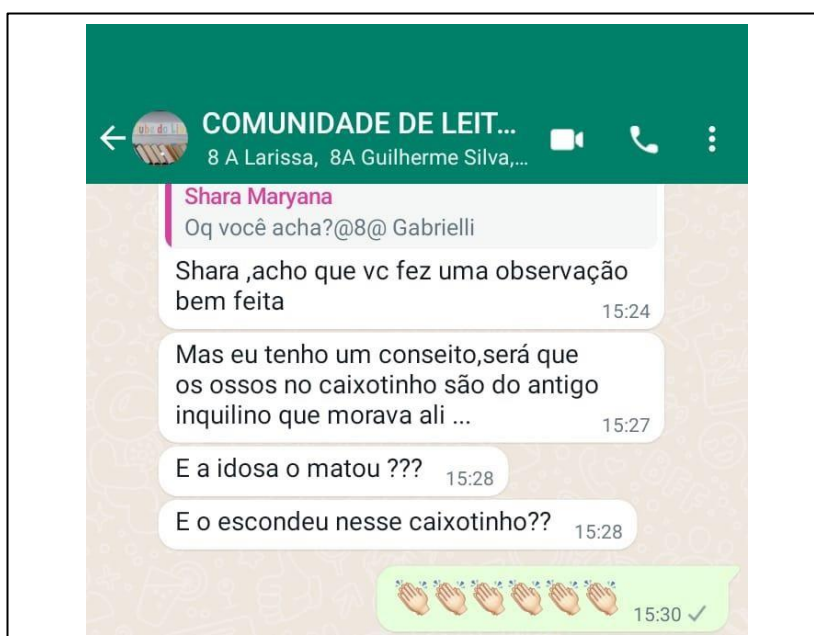 COMUNIDADE DE LEIT...
8 A Larissa, 8A Guilherme Silva,...
Shara Maryana
Oq você acha?@8@ Gabrielli
Shara ,acho que vc fez uma observação
bem feita
15:24
Mas eu tenho um conseito,será que
os ossos no caixotinho são do antigo
inquilino que morava ali ...
15:27
E a idosa o matou ??? 15:28
E o escondeu nesse caixotinho?? 15:28
👏🏻👏🏻👏🏻👏🏻👏🏻👏🏻 15:30